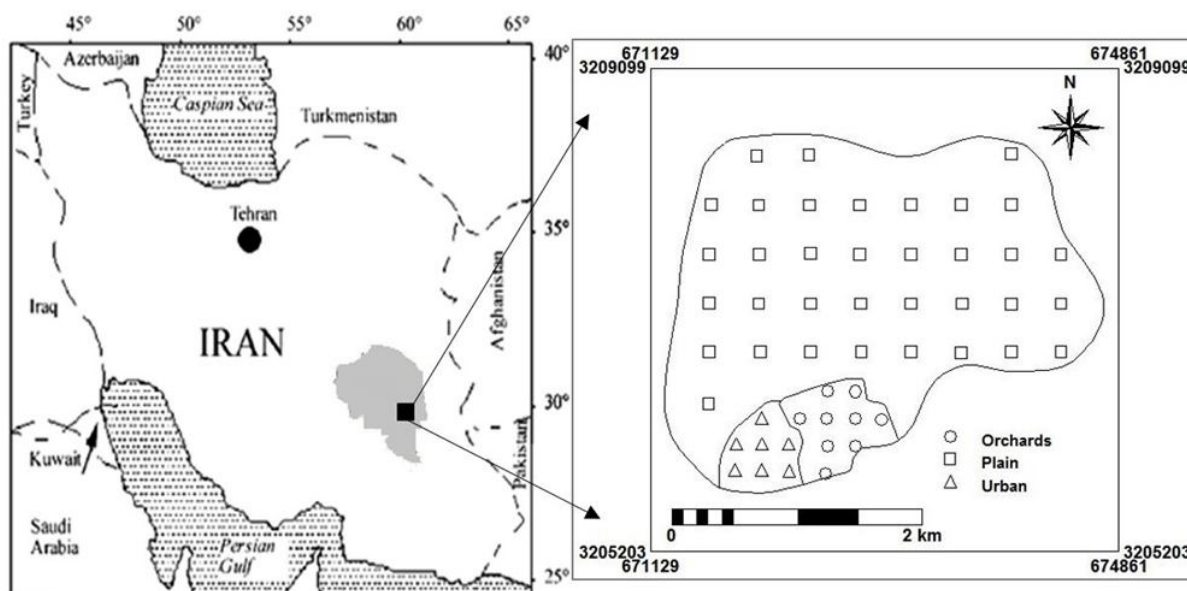 45° 50° 55° 60° 65°
40°
35°
30°
25°
Azerbaijan
Turkey
Caspian Sea
Turkmenistan
Tehran
Iraq
IRAN
Afghanistan
Pakistan
Kuwait
Saudi
Arabia
Persian
Gulf
671129 674861
3209099 3209099
N
Orchards
Plain
Urban
0 2 km
3205203 3205203
671129 674861